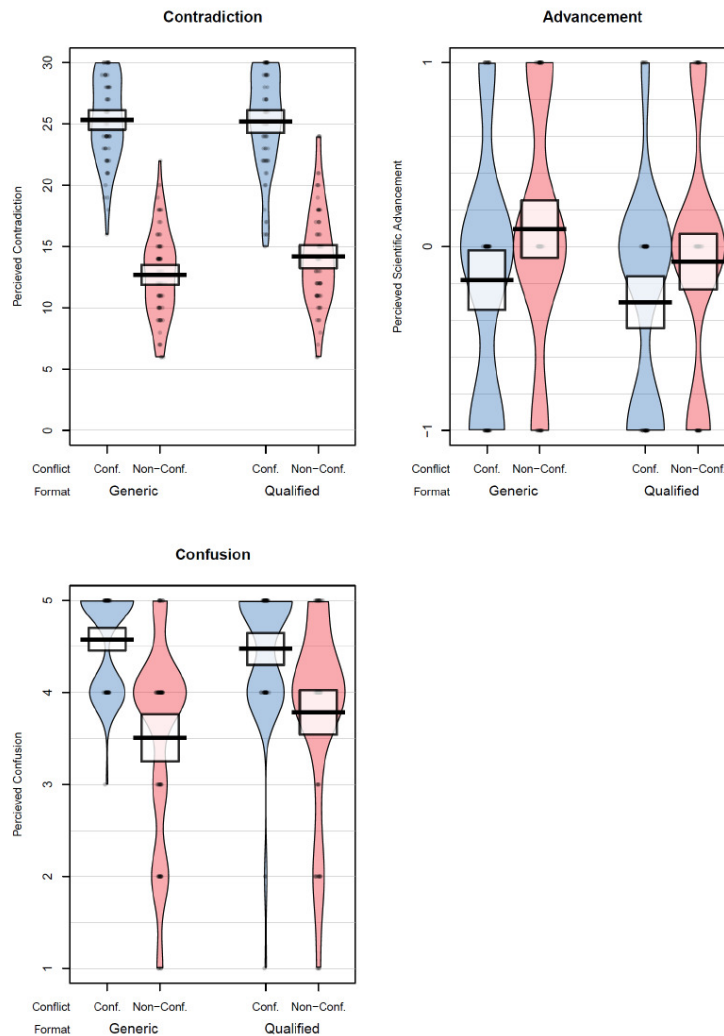 Contradiction
Percieved Contradiction
30
25
20
15
10
5
0
Conflict Conf. Non-Conf. Conf. Non-Conf.
Format Generic Qualified
Advancement
Percieved Scientific Advancement
1
0
-1
Conflict Conf. Non-Conf. Conf. Non-Conf.
Format Generic Qualified
Confusion
Percieved Confusion
5
4
3
2
1
Conflict Conf. Non-Conf. Conf. Non-Conf.
Format Generic Qualified